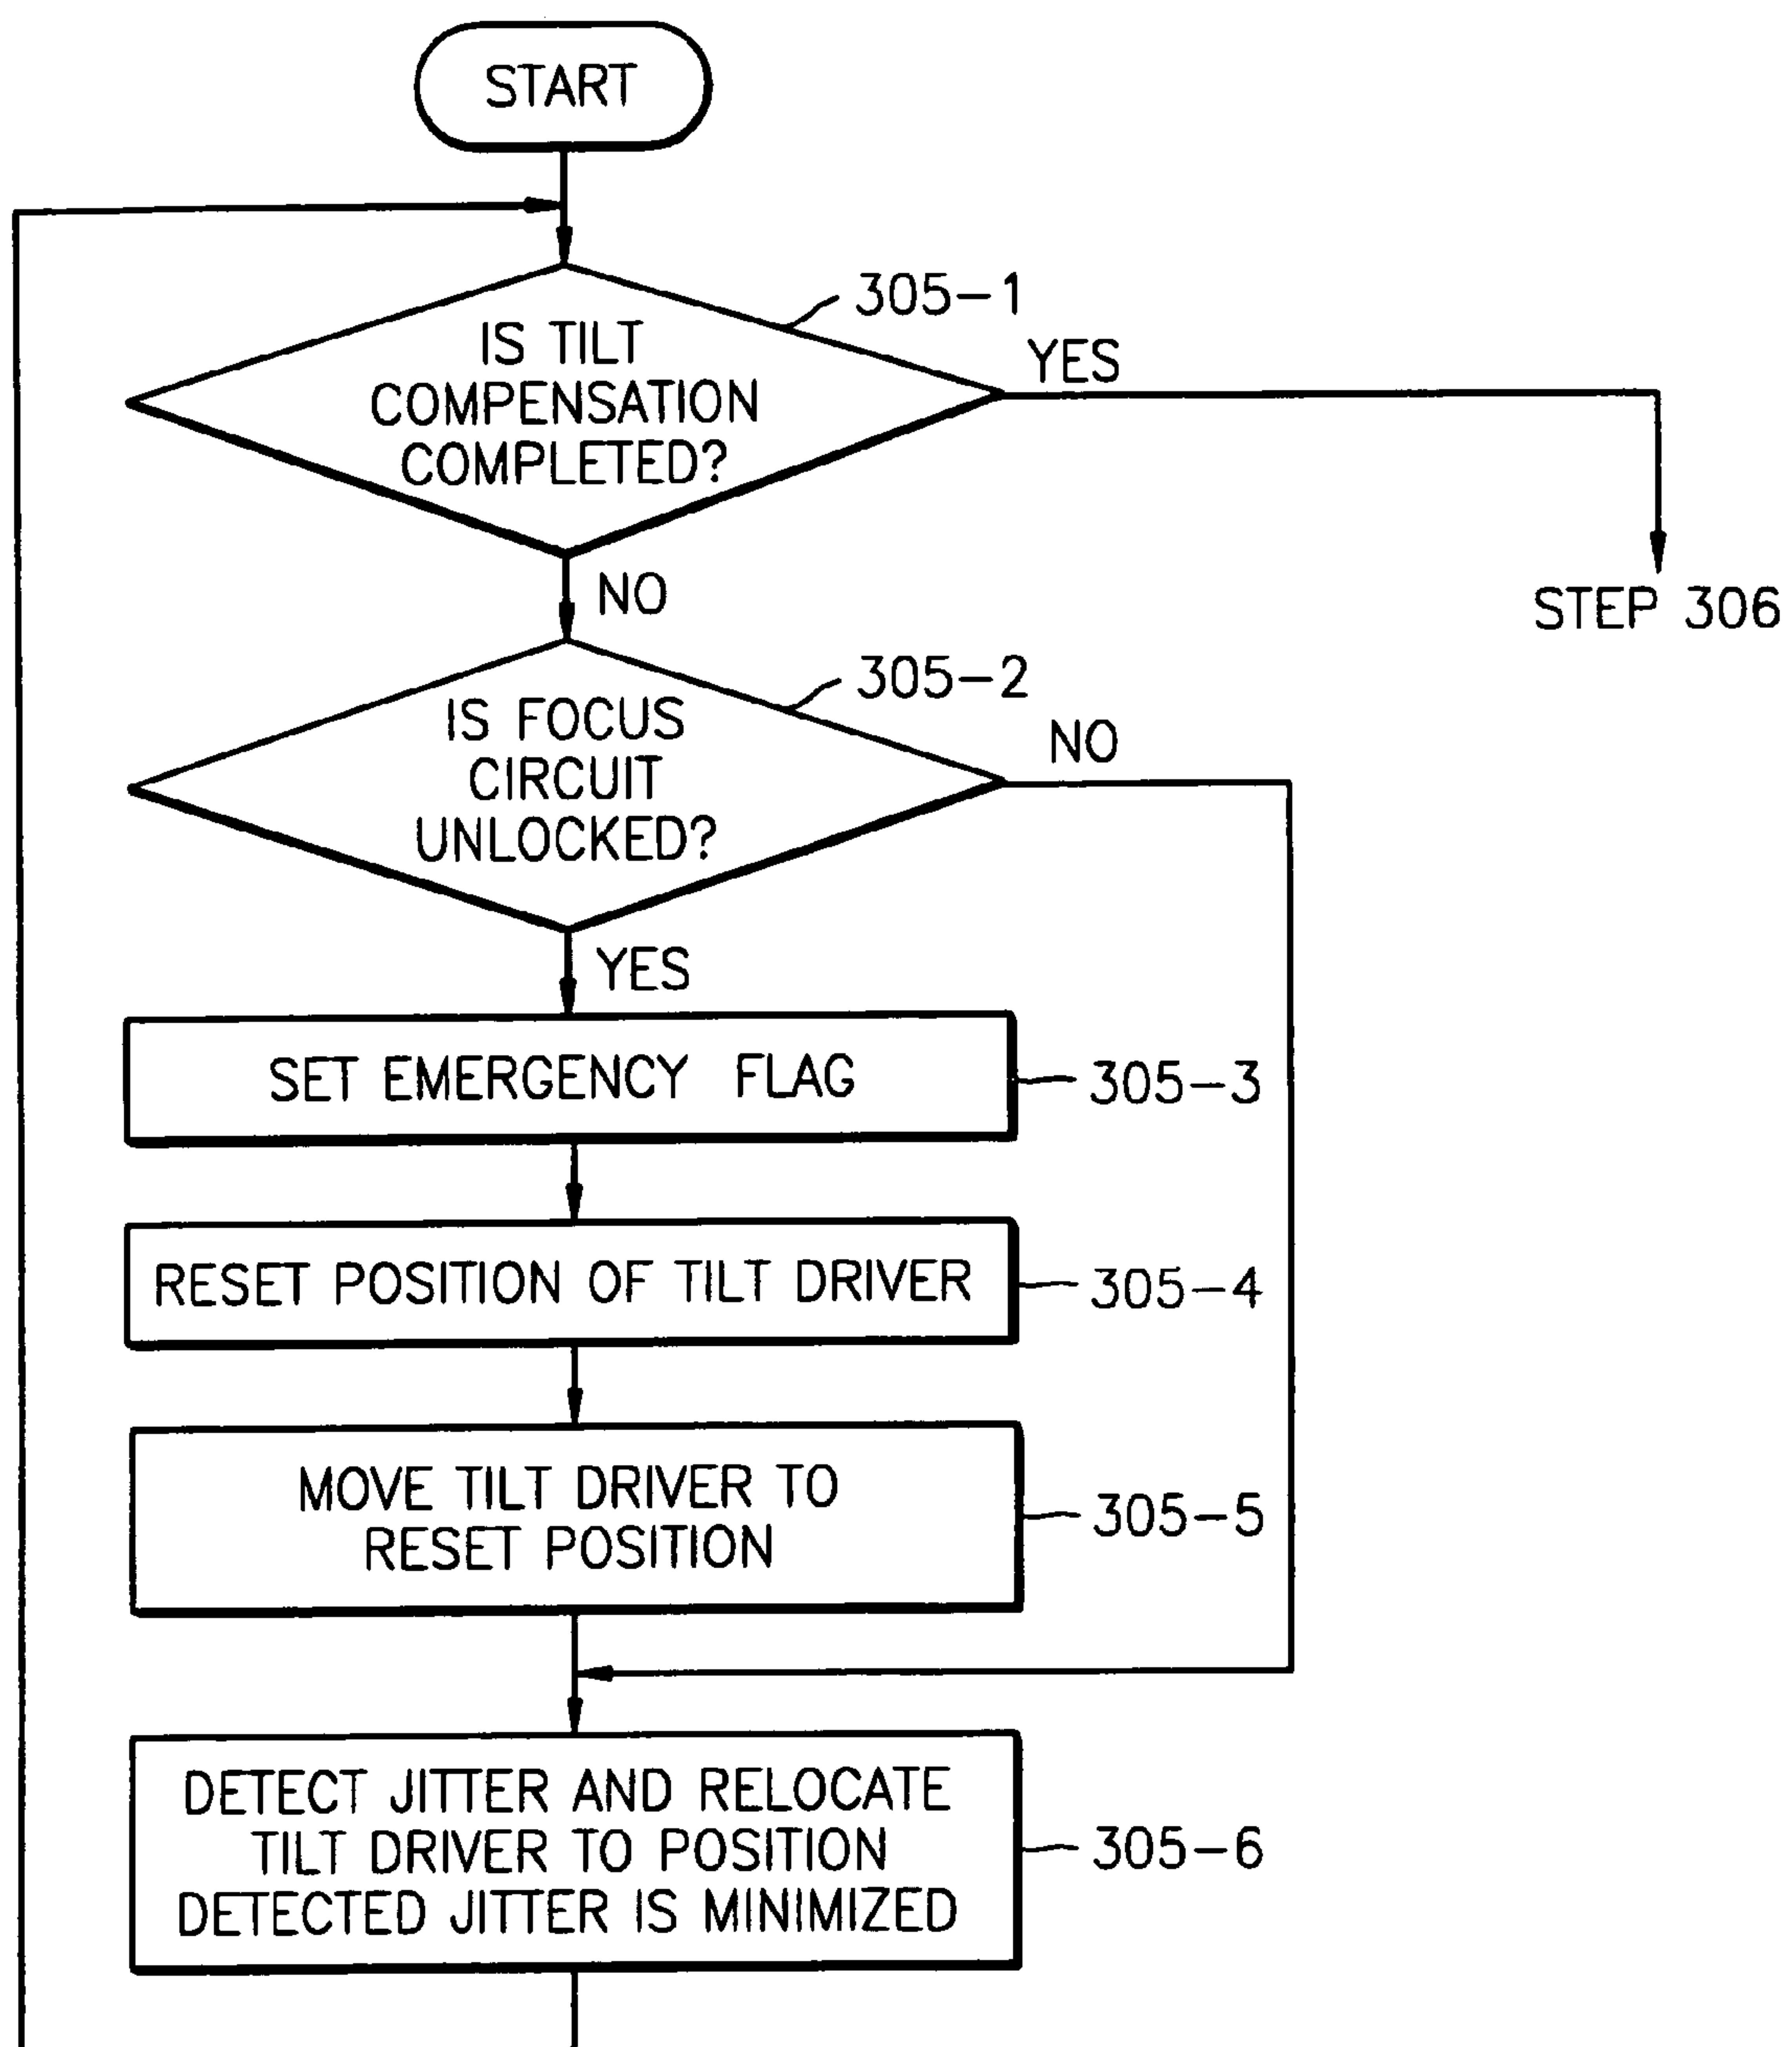 START
305-1
IS TILT
COMPENSATION
COMPLETED?
YES
STEP 306
NO
305-2
IS FOCUS
CIRCUIT
UNLOCKED?
NO
YES
SET EMERGENCY FLAG
305-3
RESET POSITION OF TILT DRIVER
305-4
MOVE TILT DRIVER TO
RESET POSITION
305-5
DETECT JITTER AND RELOCATE
TILT DRIVER TO POSITION
DETECTED JITTER IS MINIMIZED
305-6